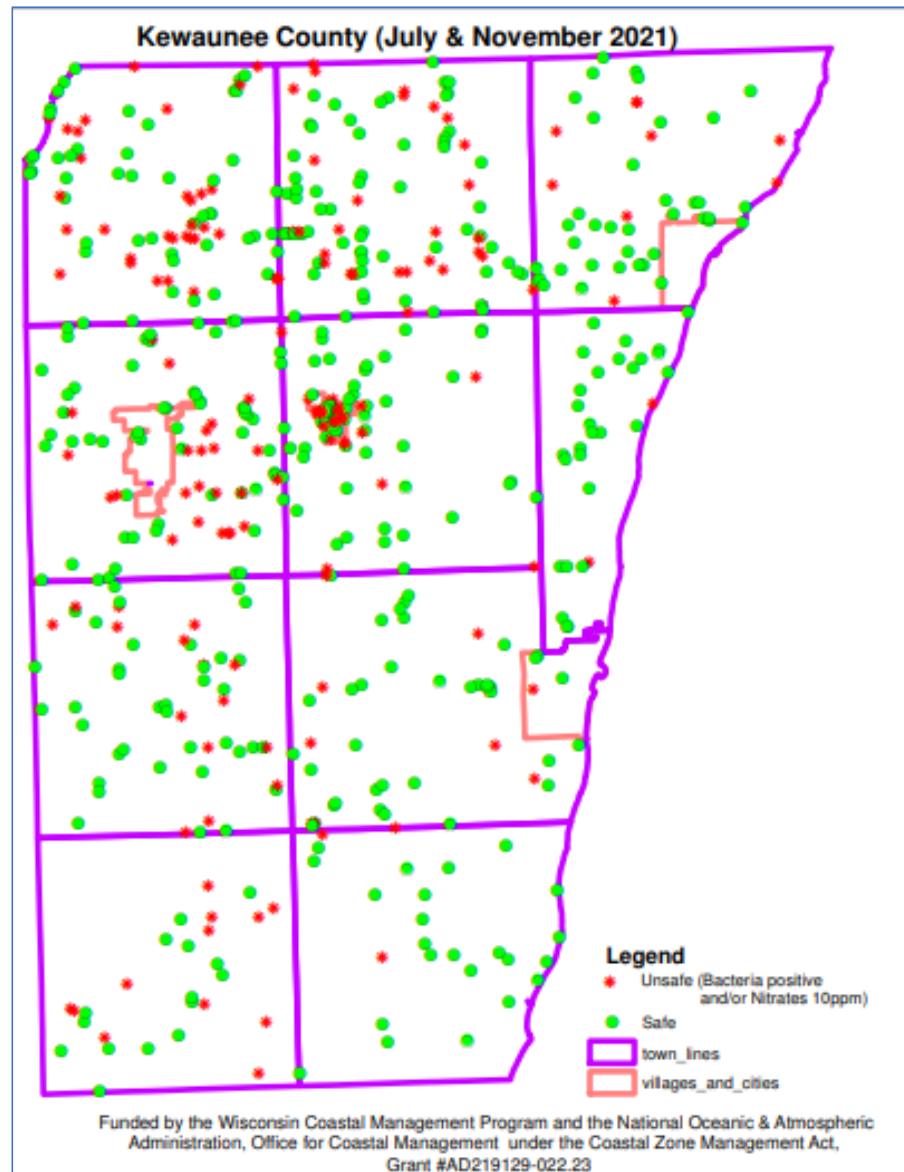 Kewaunee County (July & November 2021)
Legend
Unsafe (Bacteria positive
and/or Nitrates 10ppm)
Safe
town_lines
villages_and_cities
Funded by the Wisconsin Coastal Management Program and the National Oceanic & Atmospheric
Administration, Office for Coastal Management under the Coastal Zone Management Act,
Grant #AD219129-022.23